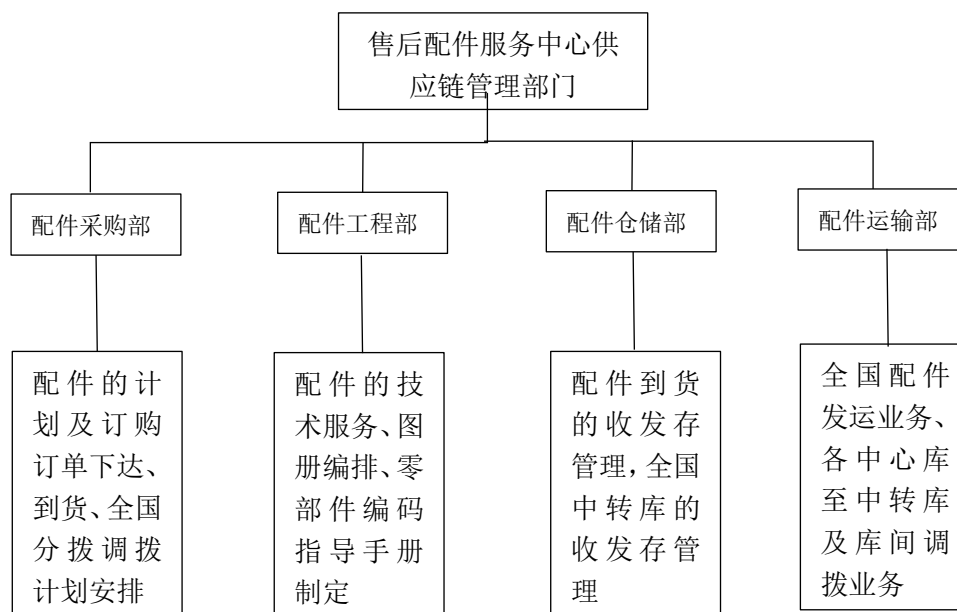 售后配件服务中心供
应链管理部门
配件采购部
配件工程部
配件仓储部
配件运输部
配件的计
划及订购
订单下达、
到货、全国
分拨调拨
计划安排
配件的技
术服务、图
册编排、零
部件编码
指导手册
制定
配件到货
的收发存
管理,全国
中转库的
收发存管
理
全国配件
发运业务、
各中心库
至中转库
及库间调
拨业务